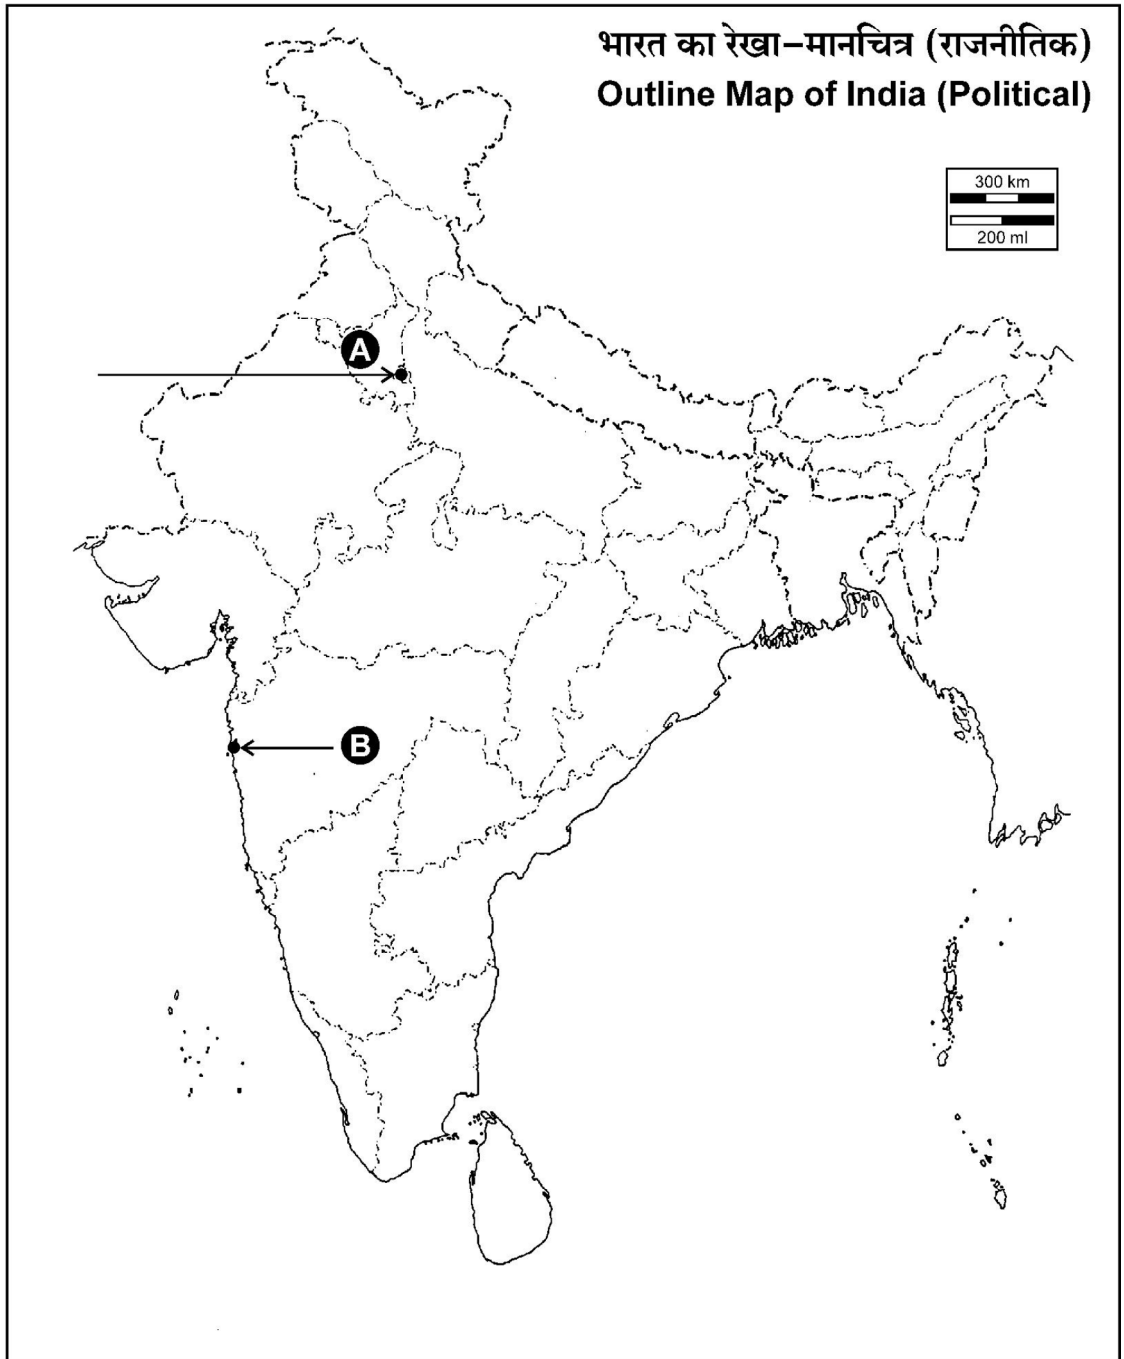 भारत का रेखा–मानचित्र (राजनीतिक)
Outline Map of India (Political)
300 km
200 ml
A
B